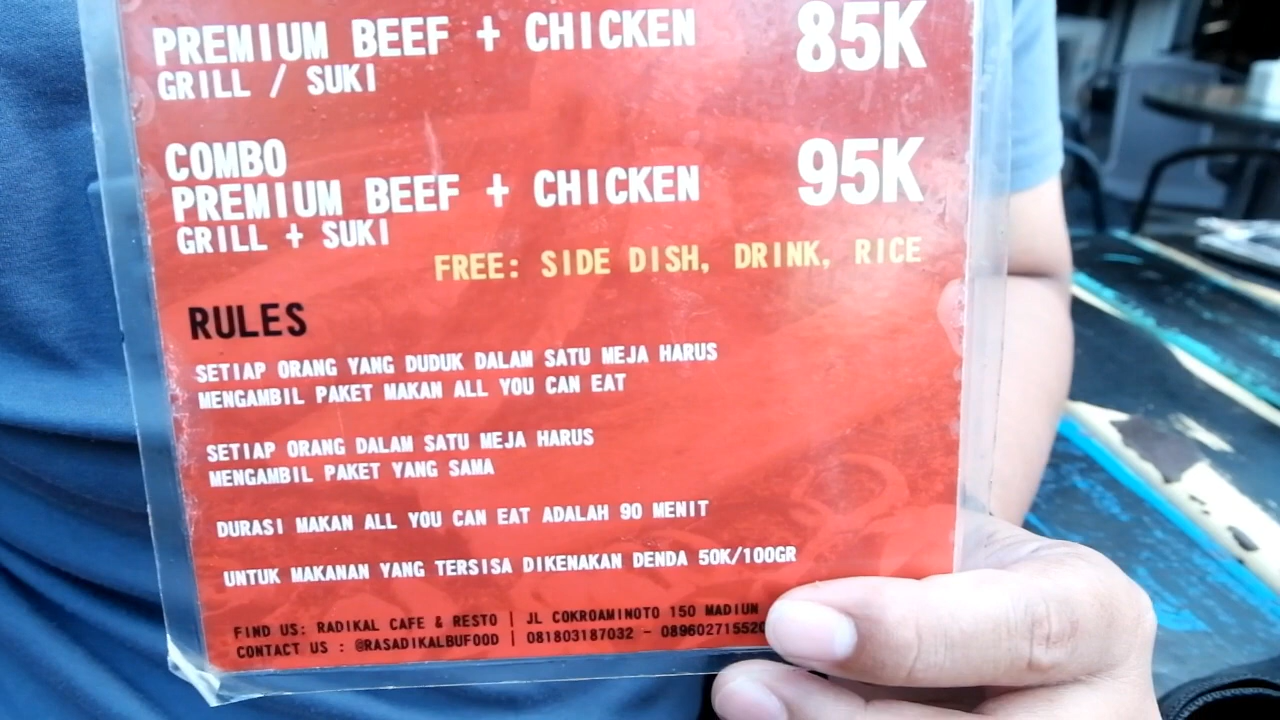 PREMIUM BEEF + CHICKEN 85K
GRILL / SUKI
COMBO
PREMIUM BEEF + CHICKEN 95K
GRILL + SUKI
FREE: SIDE DISH, DRINK, RICE
RULES
SETIAP ORANG YANG DUDUK DALAM SATU MEJA HARUS
MENGAMBIL PAKET MAKAN ALL YOU CAN EAT
SETIAP ORANG DALAM SATU MEJA HARUS
MENGAMBIL PAKET YANG SAMA
DURASI MAKAN ALL YOU CAN EAT ADALAH 90 MENIT
UNTUK MAKANAN YANG TERSISA DIKENAKAN DENDA 50K/100GR
FIND US: RADIKAL CAFE & RESTO | JL COKROAMINOTO 150 MADIUN
CONTACT US : @RASADIKALBUFOOD | 081803187032 -